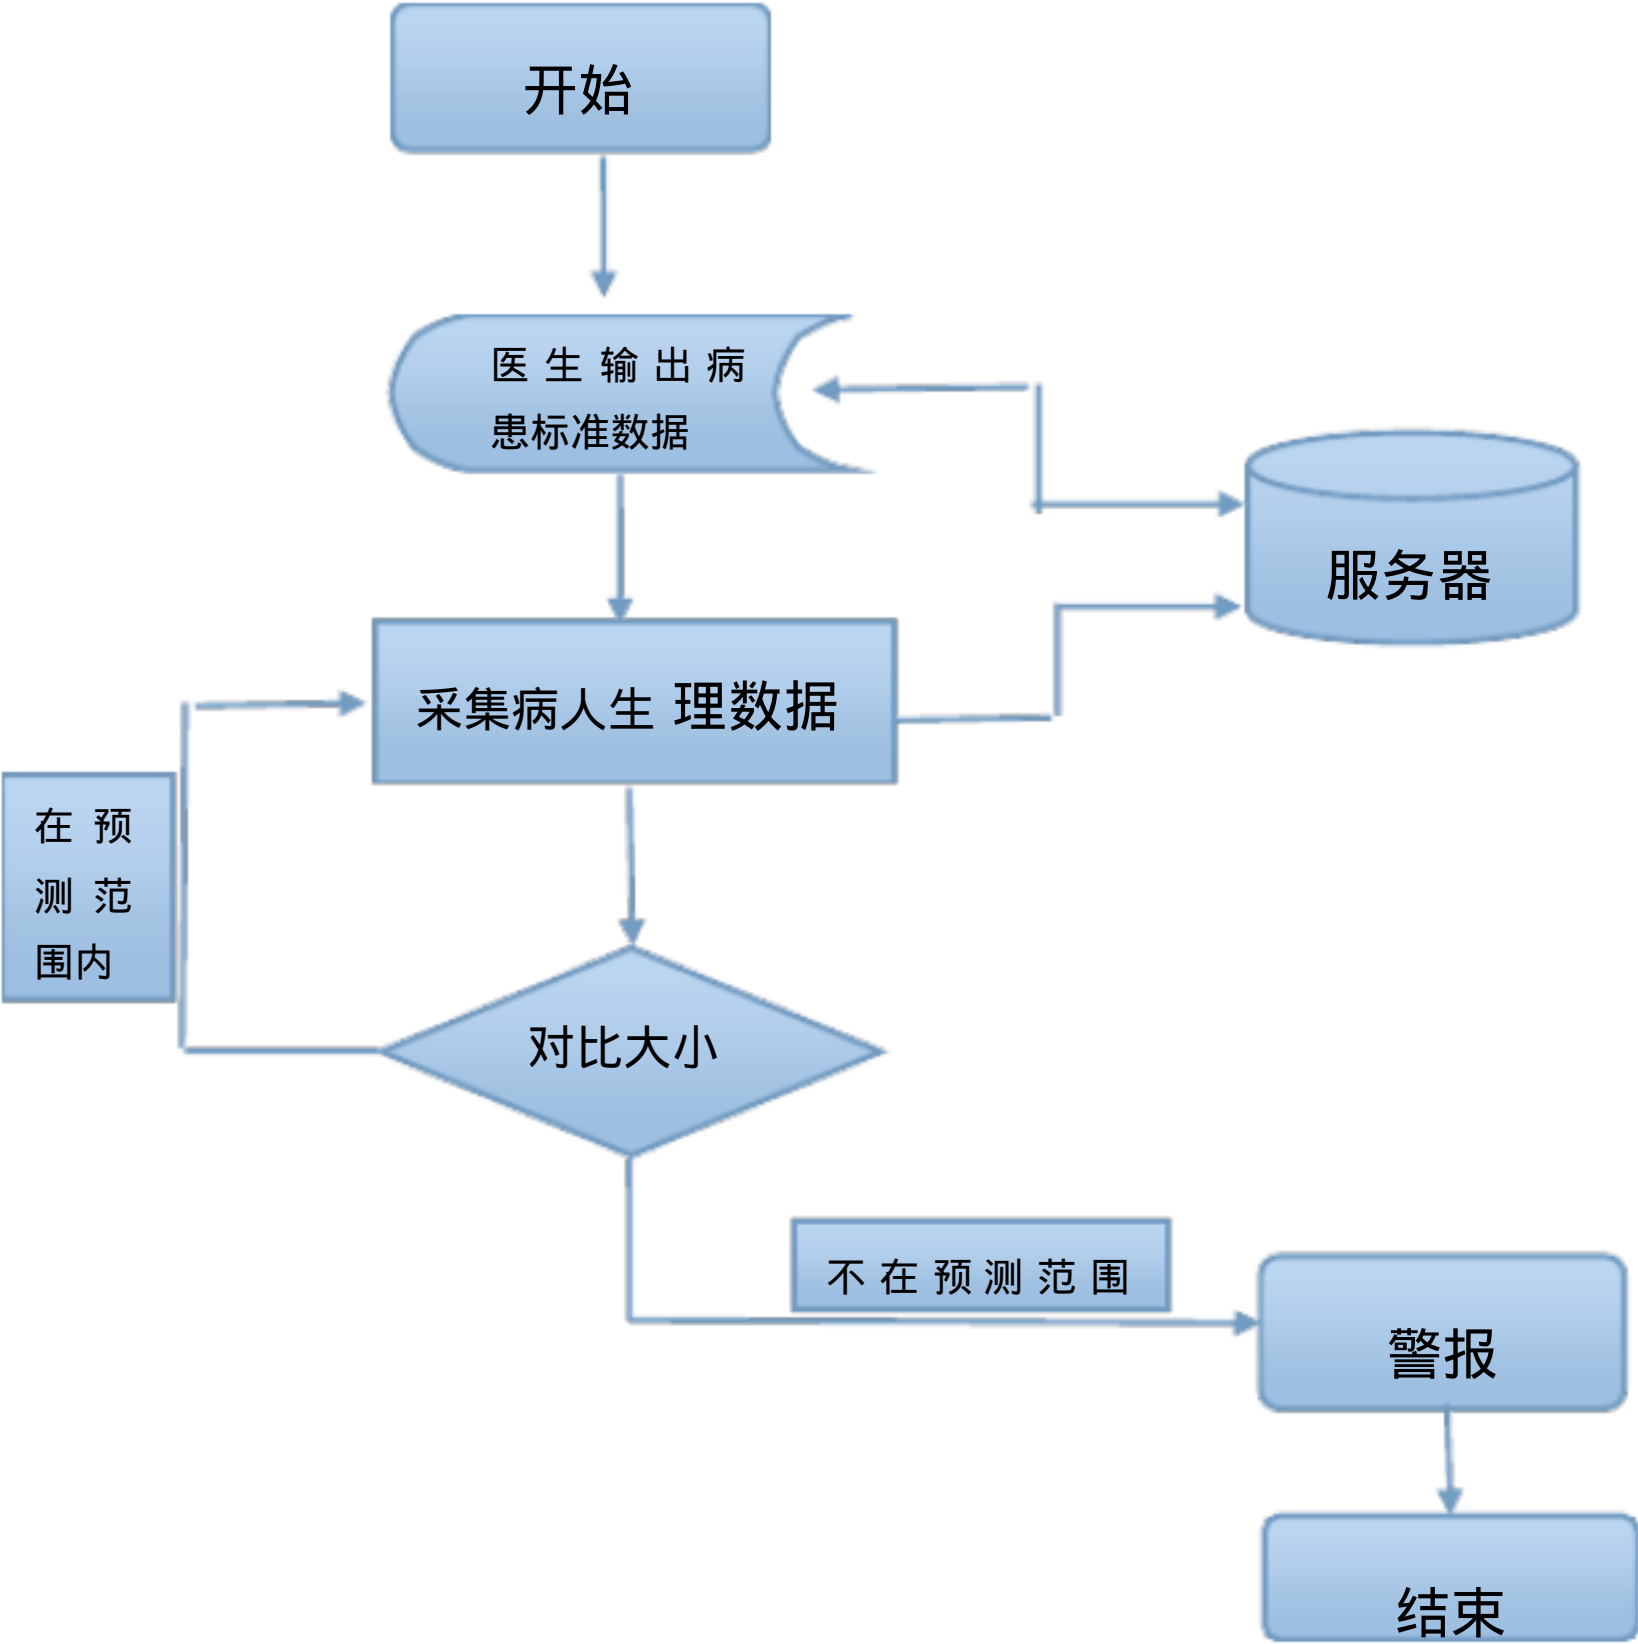 开始
医生输出病
患标准数据
服务器
采集病人生 理数据
在 预
测 范
围内
对比大小
不在预测范围
警报
结束